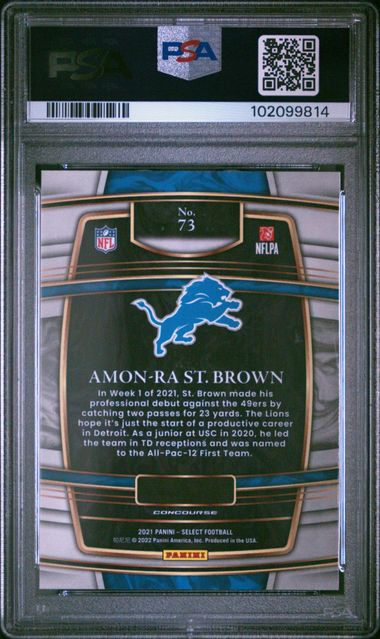 PSA
PSA
102099814
No.
73
NFL
NFLPA
AMON-RA ST. BROWN
In Week 1 of 2021, St. Brown made his
professional debut against the 49ers by
catching two passes for 23 yards. The Lions
hope it's just the start of a productive career
in Detroit. As a junior at USC in 2020, he led
the team in TD receptions and was named
to the All-Pac-12 First Team.
CONCOURSE
2021 PANINI - SELECT FOOTBALL
© 2022 Panini America, Inc. Produced in the USA.
PANINI